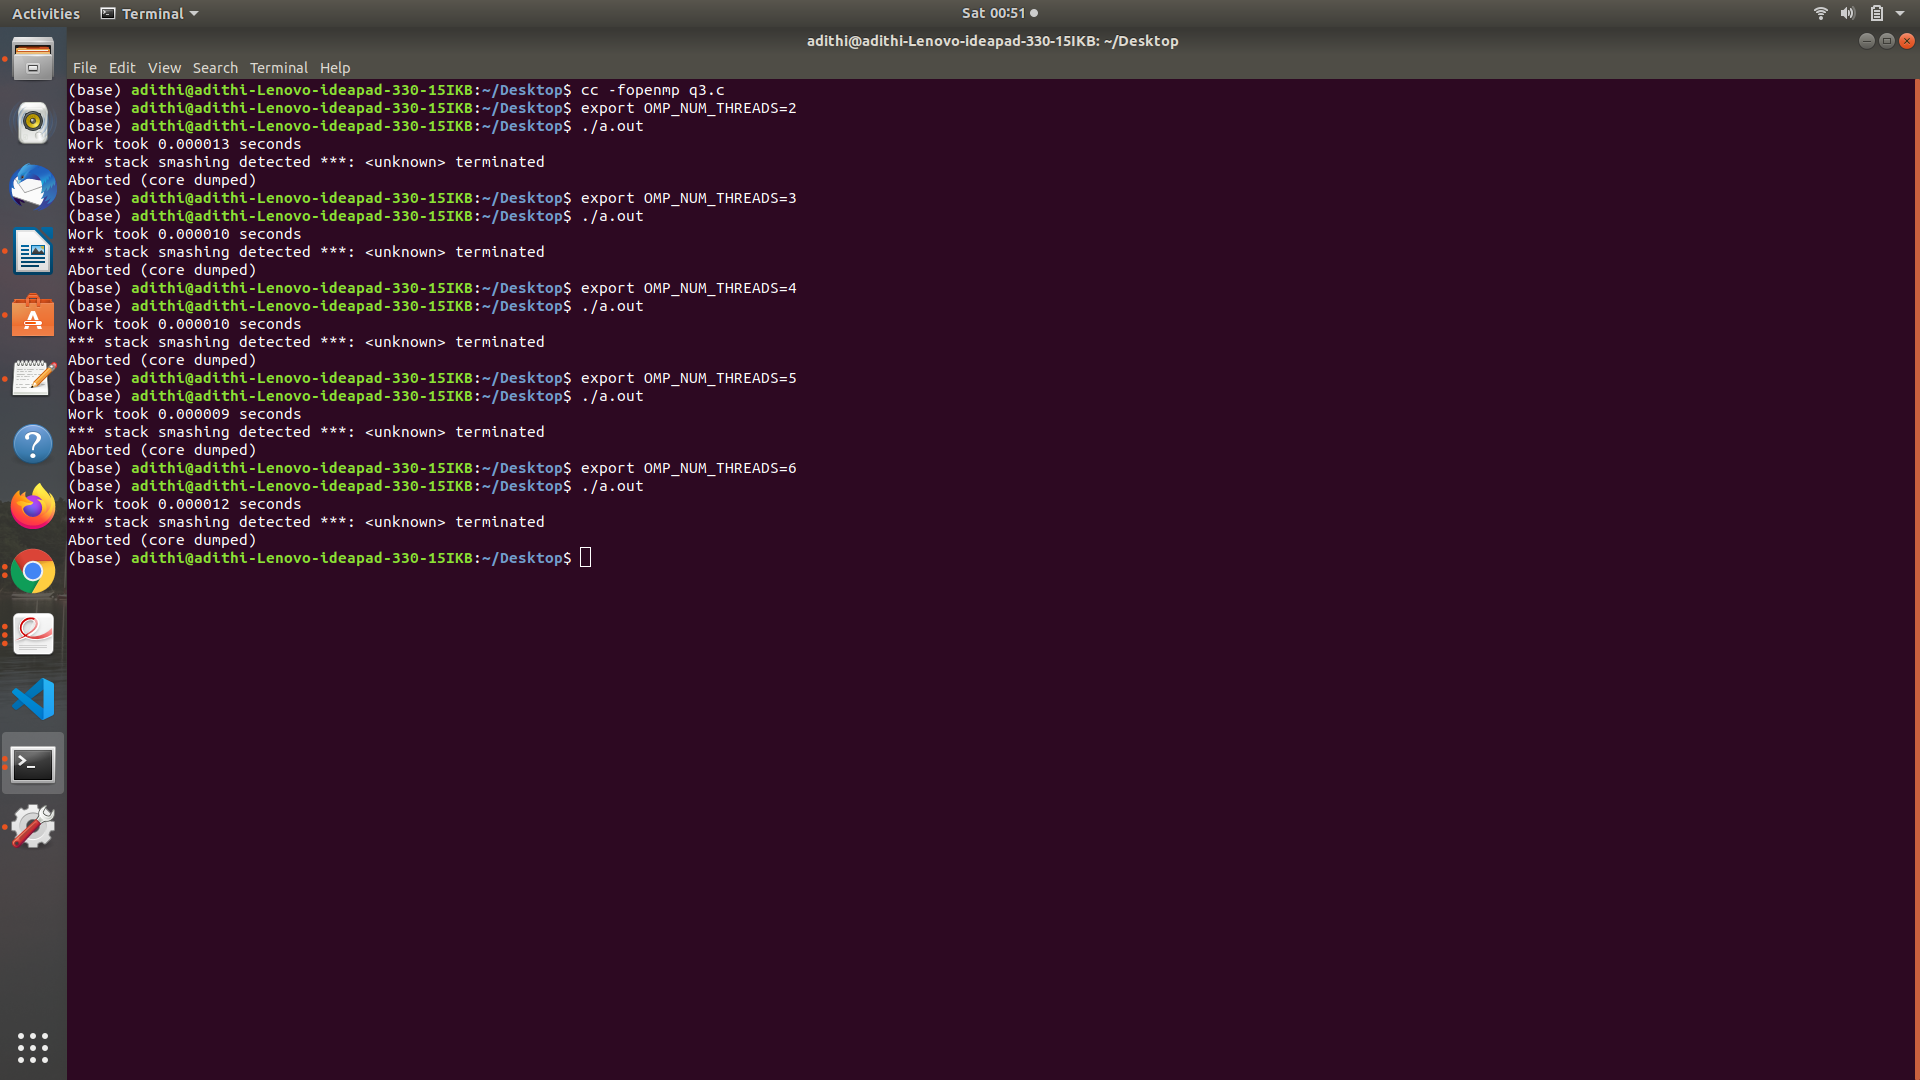 Activities Terminal Sat 00:51
adithi@adithi-Lenovo-ideapad-330-15IKB: ~/Desktop
File Edit View Search Terminal Help
(base) adithi@adithi-Lenovo-ideapad-330-15IKB:~/Desktop$ cc -fopenmp q3.c
(base) adithi@adithi-Lenovo-ideapad-330-15IKB:~/Desktop$ export OMP_NUM_THREADS=2
(base) adithi@adithi-Lenovo-ideapad-330-15IKB:~/Desktop$ ./a.out
Work took 0.000013 seconds
*** stack smashing detected ***: <unknown> terminated
Aborted (core dumped)
(base) adithi@adithi-Lenovo-ideapad-330-15IKB:~/Desktop$ export OMP_NUM_THREADS=3
(base) adithi@adithi-Lenovo-ideapad-330-15IKB:~/Desktop$ ./a.out
Work took 0.000010 seconds
*** stack smashing detected ***: <unknown> terminated
Aborted (core dumped)
(base) adithi@adithi-Lenovo-ideapad-330-15IKB:~/Desktop$ export OMP_NUM_THREADS=4
(base) adithi@adithi-Lenovo-ideapad-330-15IKB:~/Desktop$ ./a.out
Work took 0.000010 seconds
*** stack smashing detected ***: <unknown> terminated
Aborted (core dumped)
(base) adithi@adithi-Lenovo-ideapad-330-15IKB:~/Desktop$ export OMP_NUM_THREADS=5
(base) adithi@adithi-Lenovo-ideapad-330-15IKB:~/Desktop$ ./a.out
Work took 0.000009 seconds
*** stack smashing detected ***: <unknown> terminated
Aborted (core dumped)
(base) adithi@adithi-Lenovo-ideapad-330-15IKB:~/Desktop$ export OMP_NUM_THREADS=6
(base) adithi@adithi-Lenovo-ideapad-330-15IKB:~/Desktop$ ./a.out
Work took 0.000012 seconds
*** stack smashing detected ***: <unknown> terminated
Aborted (core dumped)
(base) adithi@adithi-Lenovo-ideapad-330-15IKB:~/Desktop$